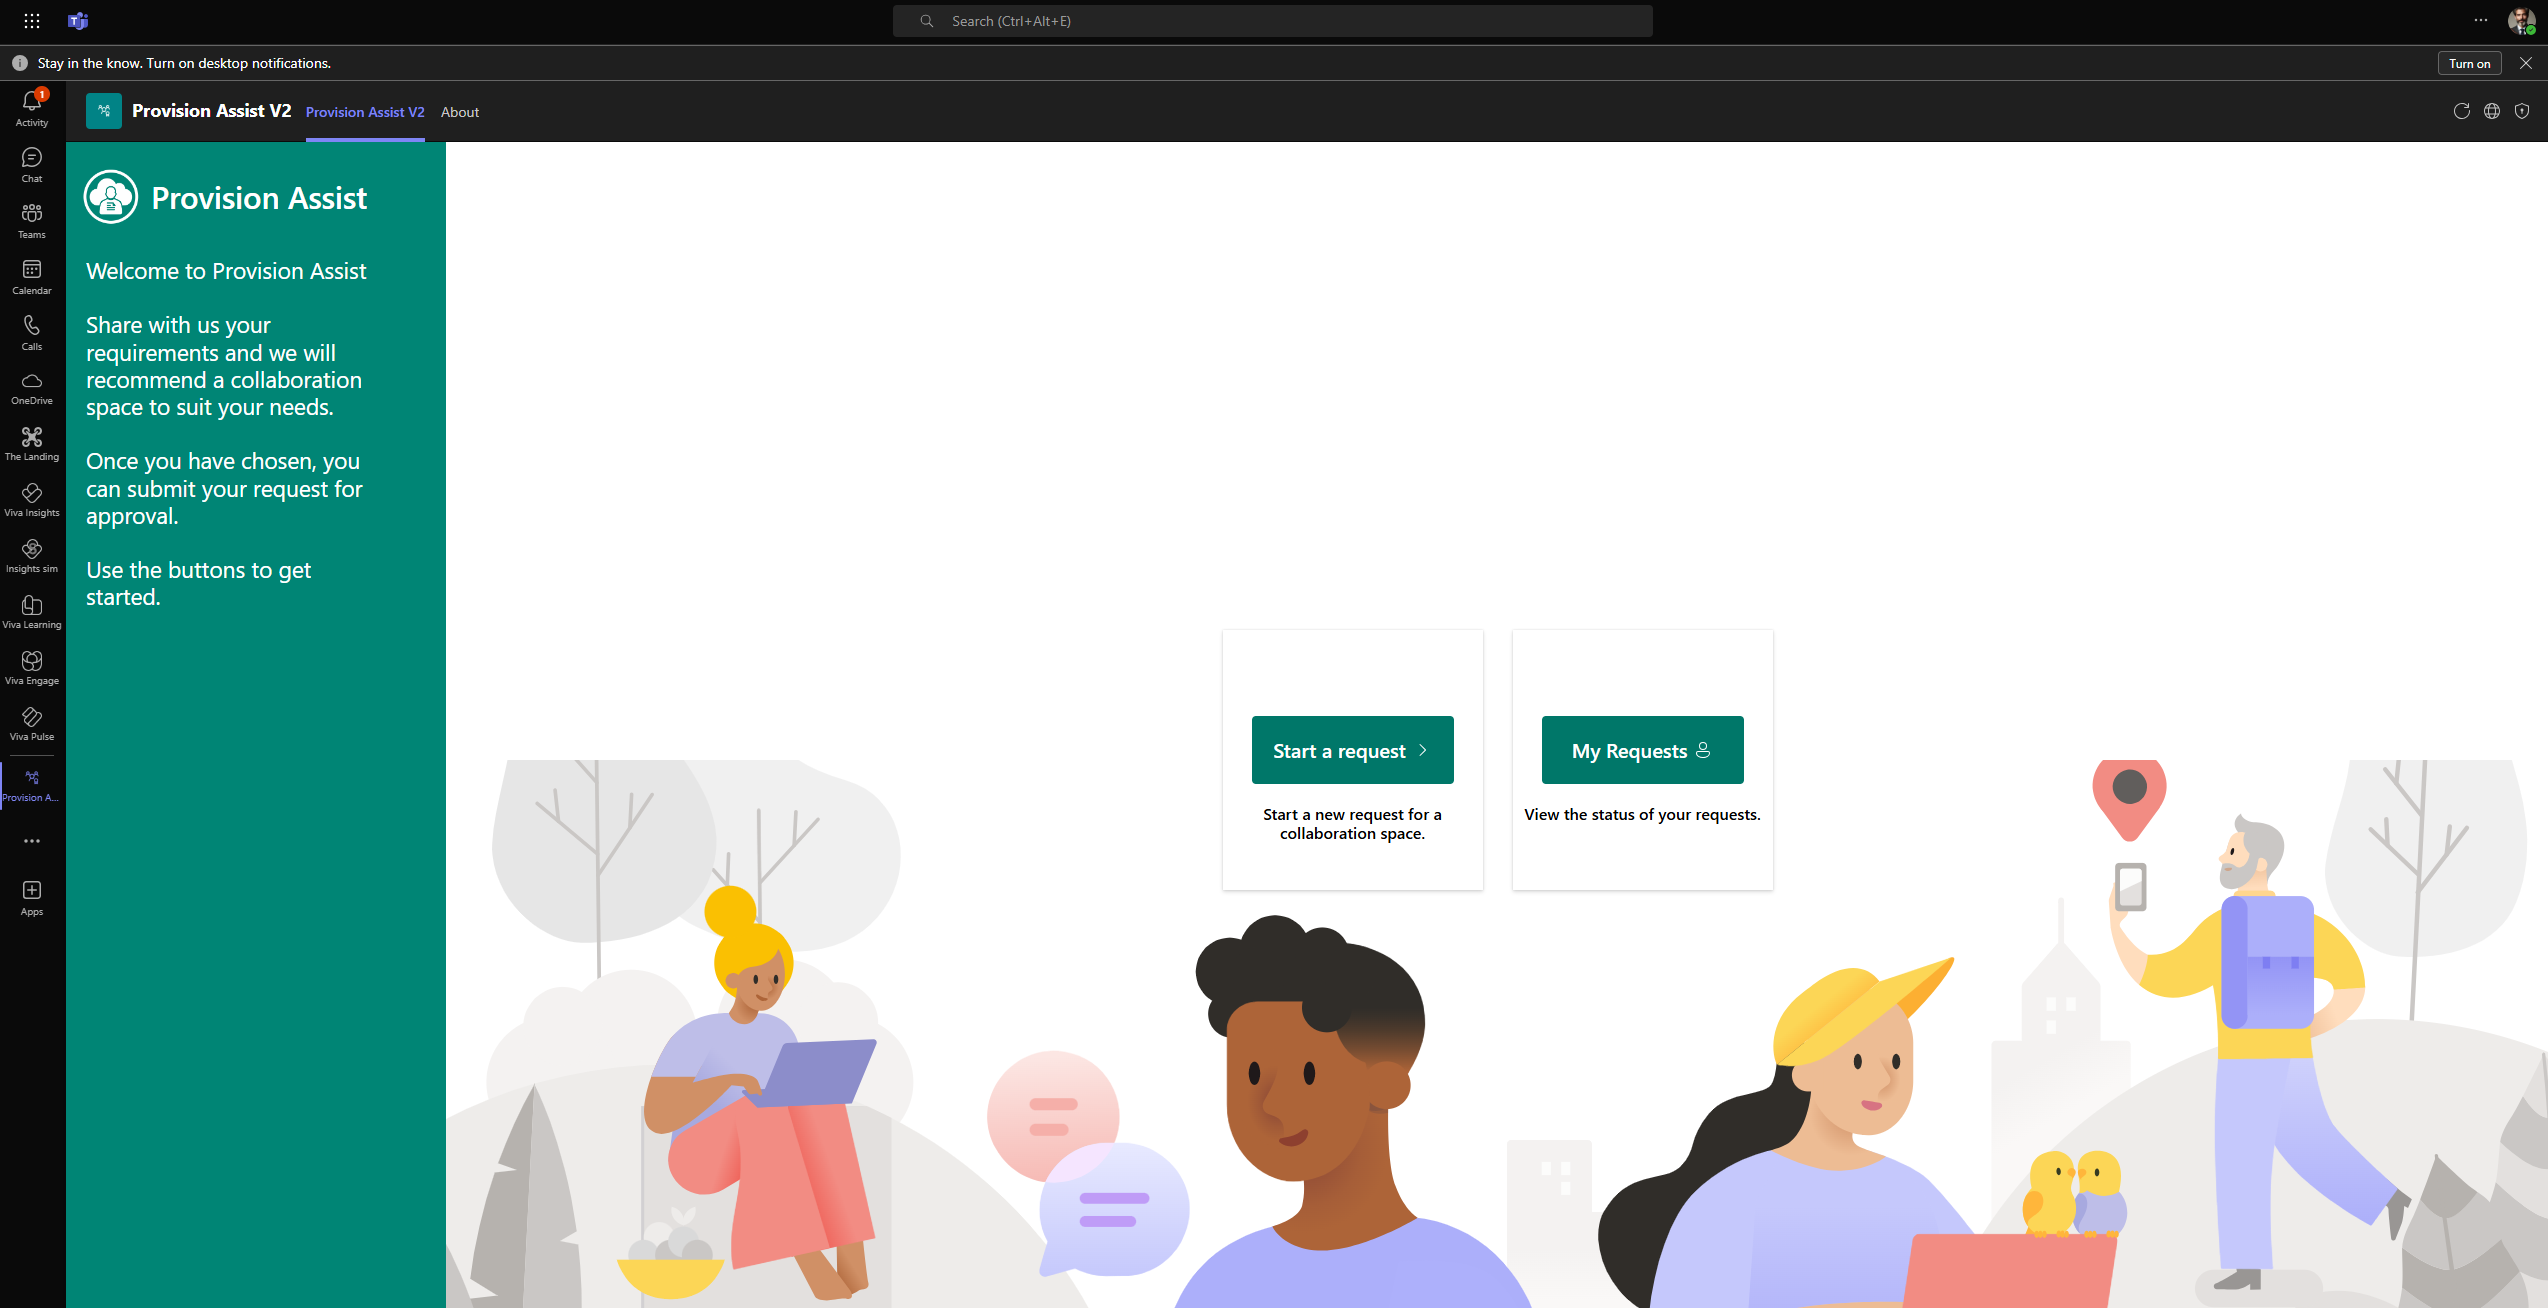 Search (Ctrl+Alt+E)
Stay in the know. Turn on desktop notifications.
Turn on
1
Activity
Chat
Teams
Calendar
Calls
OneDrive
The Landing
Viva Insights
Insights sim
Viva Learning
Viva Engage
Viva Pulse
Provision A...
Apps
Provision Assist V2
Provision Assist V2
About
Provision Assist
Welcome to Provision Assist
Share with us your
requirements and we will
recommend a collaboration
space to suit your needs.
Once you have chosen, you
can submit your request for
approval.
Use the buttons to get
started.
Start a request
Start a new request for a
collaboration space.
My Requests
View the status of your requests.